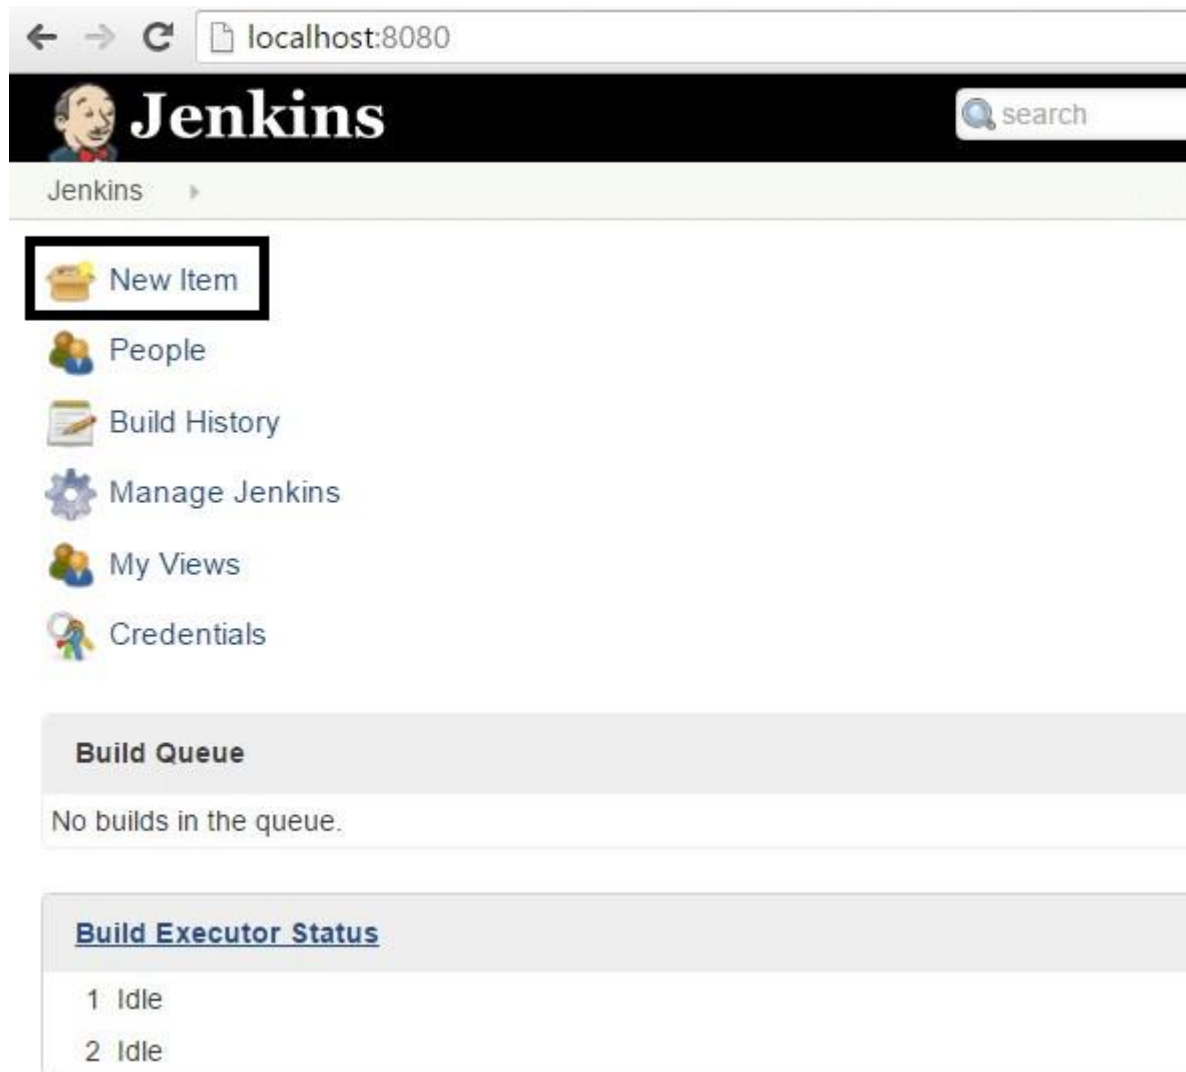 localhost:8080
Jenkins
search
Jenkins
New Item
People
Build History
Manage Jenkins
My Views
Credentials
Build Queue
No builds in the queue.
Build Executor Status
1 Idle
2 Idle